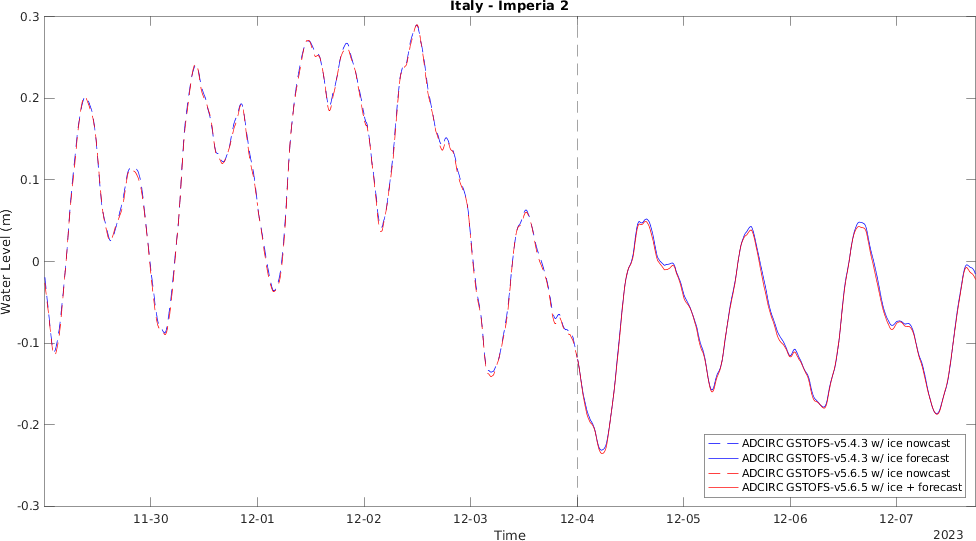 Italy - Imperia 2
0.3
0.2
0.1
0
-0.1
-0.2
-0.3
Water Level (m)
11-30
12-01
12-02
12-03
12-04
12-05
12-06
12-07
Time
2023
ADCIRC GSTOFS-v5.4.3 w/ ice nowcast
ADCIRC GSTOFS-v5.4.3 w/ ice forecast
ADCIRC GSTOFS-v5.6.5 w/ ice nowcast
ADCIRC GSTOFS-v5.6.5 w/ ice + forecast